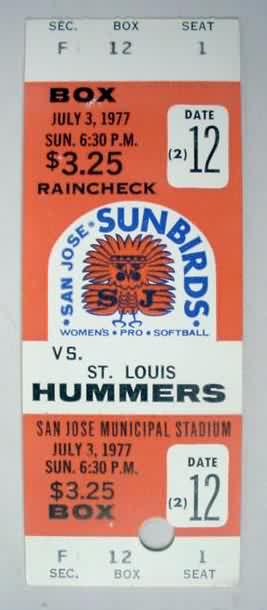 SEC. BOX SEAT
F 12 1
BOX
JULY 3, 1977
SUN. 6:30 P.M.
$3.25
RAINCHECK
DATE
(2) 12
• SAN JOSE • SUNBIRDS •
S J
WOMEN'S • PRO • SOFTBALL
VS.
ST. LOUIS
HUMMERS
SAN JOSE MUNICIPAL STADIUM
JULY 3, 1977
SUN. 6:30 P.M.
$3.25
BOX
DATE
(2) 12
F 12 1
SEC. BOX SEAT